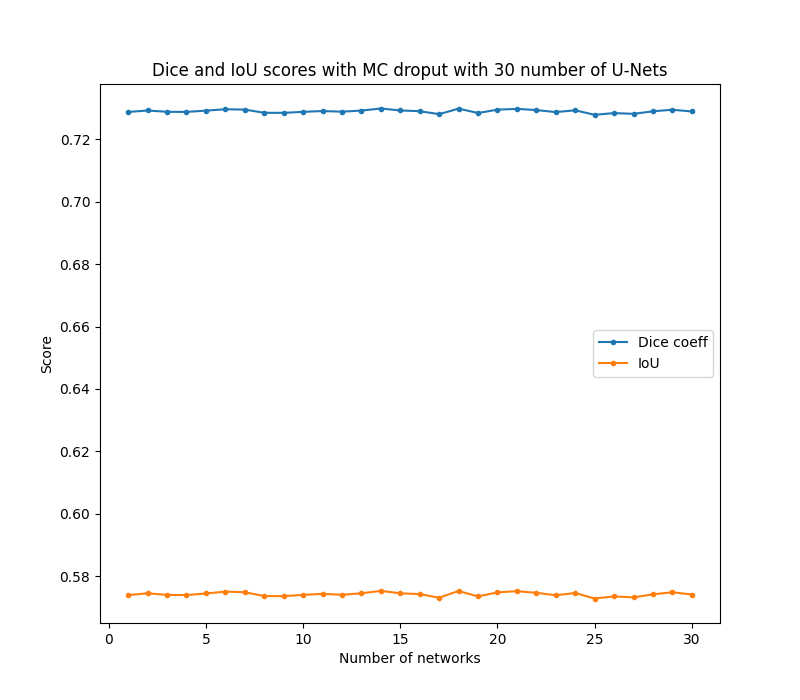 Dice and IoU scores with MC droput with 30 number of U-Nets
Score
0.72
0.70
0.68
0.66
0.64
0.62
0.60
0.58
Dice coeff
IoU
0 5 10 15 20 25 30
Number of networks